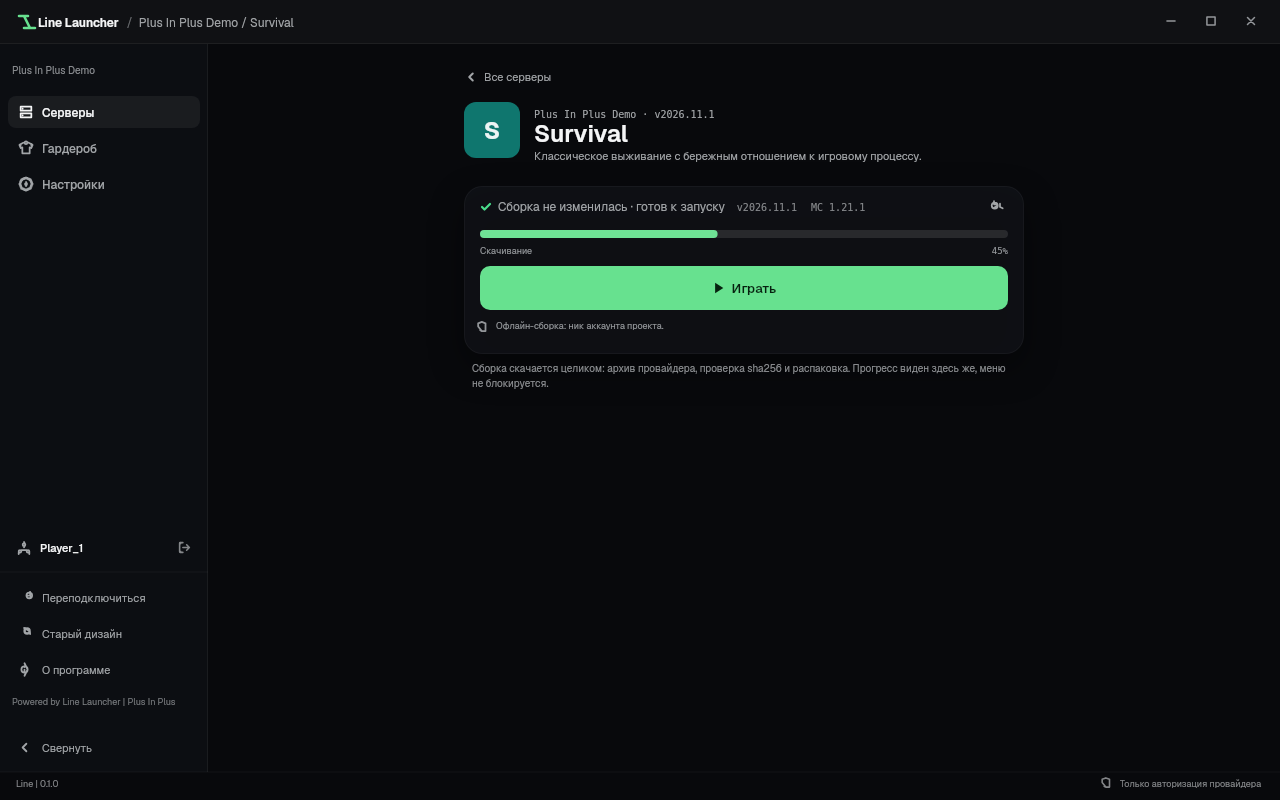 Line Launcher / Plus In Plus Demo / Survival
Plus In Plus Demo
Серверы
Гардероб
Настройки
Все серверы
S
Plus In Plus Demo · v2026.11.1
Survival
Классическое выживание с бережным отношением к игровому процессу.
Сборка не изменилась · готов к запуску v2026.11.1 MC 1.21.1
Скачивание 45%
Играть
Офлайн-сборка: ник аккаунта проекта.
Сборка скачается целиком: архив провайдера, проверка sha256 и распаковка. Прогресс виден здесь же, меню
не блокируется.
Player_1
Переподключиться
Старый дизайн
О программе
Powered by Line Launcher | Plus In Plus
Свернуть
Line | 0.1.0
Только авторизация провайдера